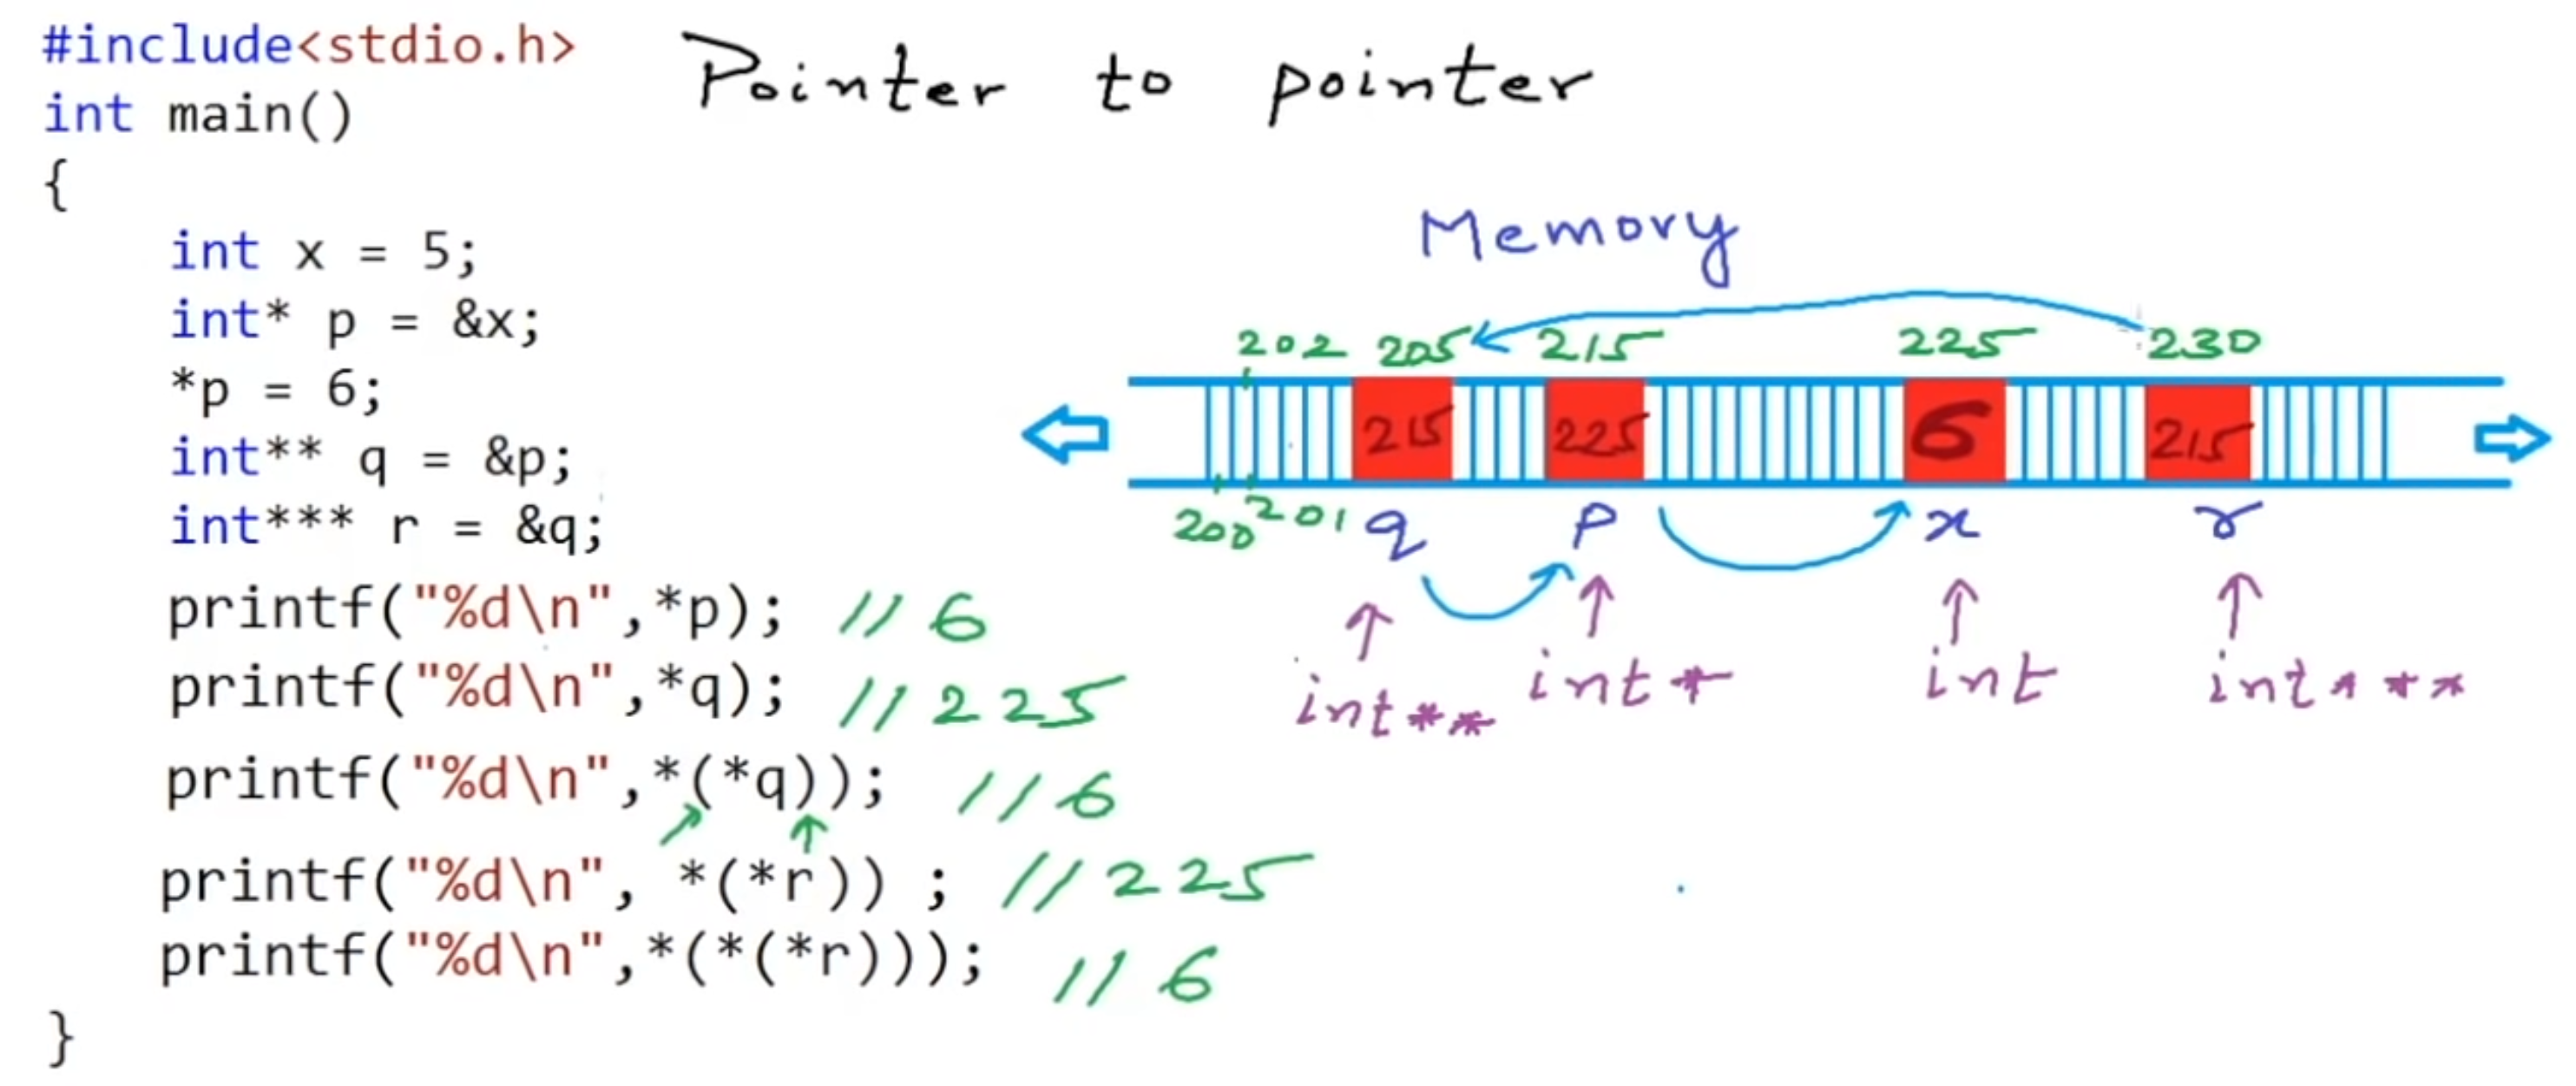 #include<stdio.h>
Pointer to pointer
int main()
{
int x = 5;
int* p = &x;
*p = 6;
int** q = &p;
int*** r = &q;
printf("%d\n",*p); // 6
printf("%d\n",*q); // 225
printf("%d\n",*(*q)); // 6
printf("%d\n", *(*r)) ; // 225
printf("%d\n",*(*(*r))); // 6
}
Memory
202 205 215 225 230
215 225 6 215
200 201 q p x r
int** int* int int***